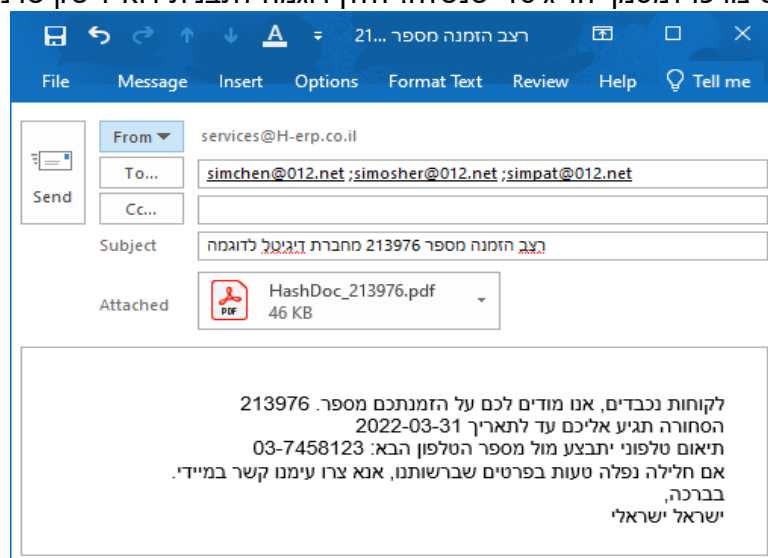 רצב הזמנה מספר ...21
File Message Insert Options Format Text Review Help Tell me
From services@H-erp.co.il
Send
To... simchen@012.net ;simosher@012.net ;simpat@012.net
Cc...
Subject רצב הזמנה מספר 213976 מחברת דיגיטל לדוגמה
Attached HashDoc_213976.pdf
PDF 46 KB
לקוחות נכבדים, אנו מודים לכם על הזמנתכם מספר. 213976
הסחורה תגיע אליכם עד לתאריך 2022-03-31
תיאום טלפוני יתבצע מול מספר הטלפון הבא: 03-7458123
אם חלילה נפלה טעות בפרטים שברשותנו, אנא צרו עימנו קשר במיידי.
בברכה,
ישראל ישראלי